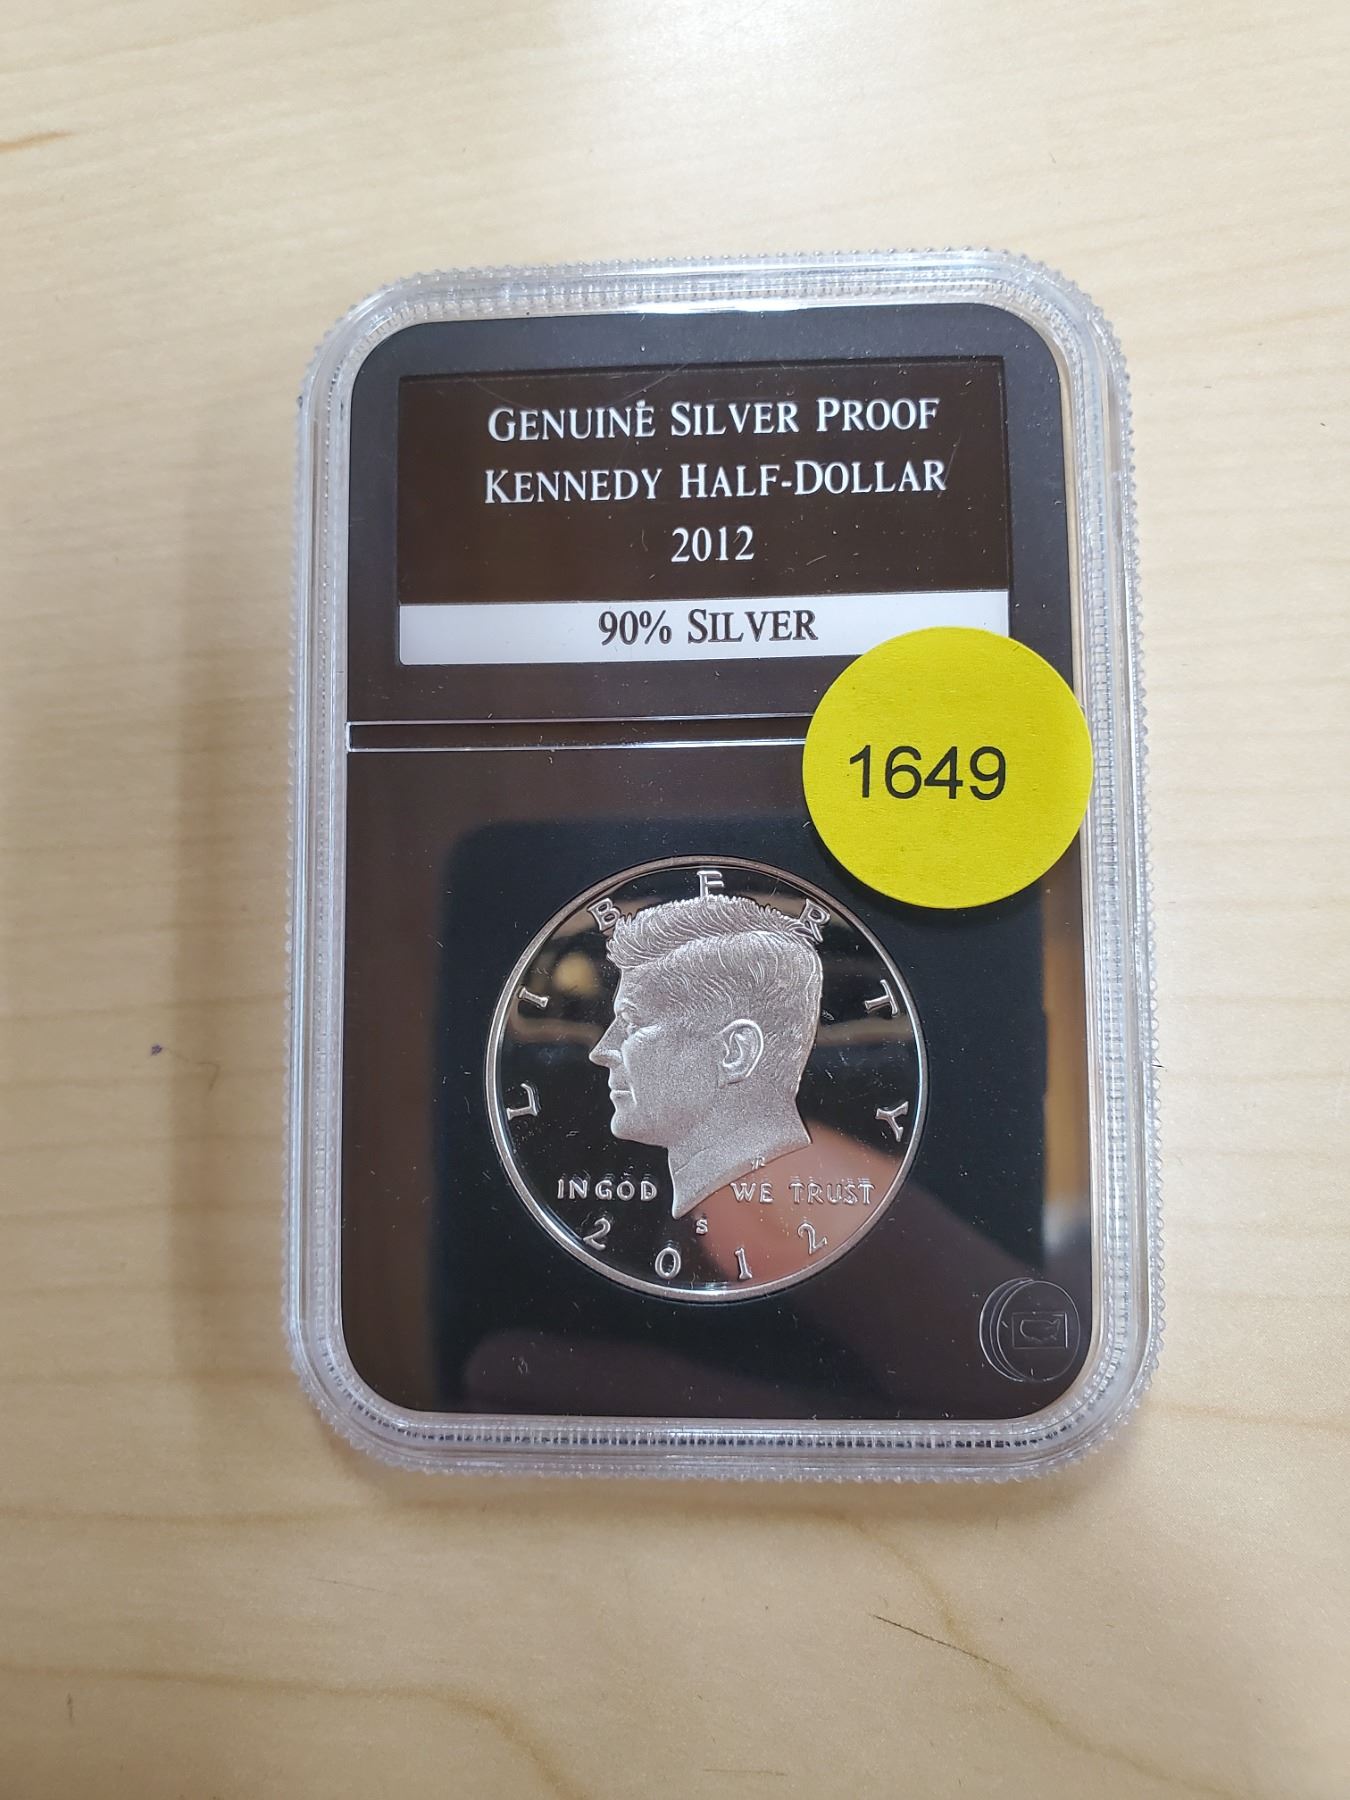 GENUINE SILVER PROOF
KENNEDY HALF-DOLLAR
2012
90% SILVER
1649
LIBERTY
IN GOD WE TRUST
S
2012